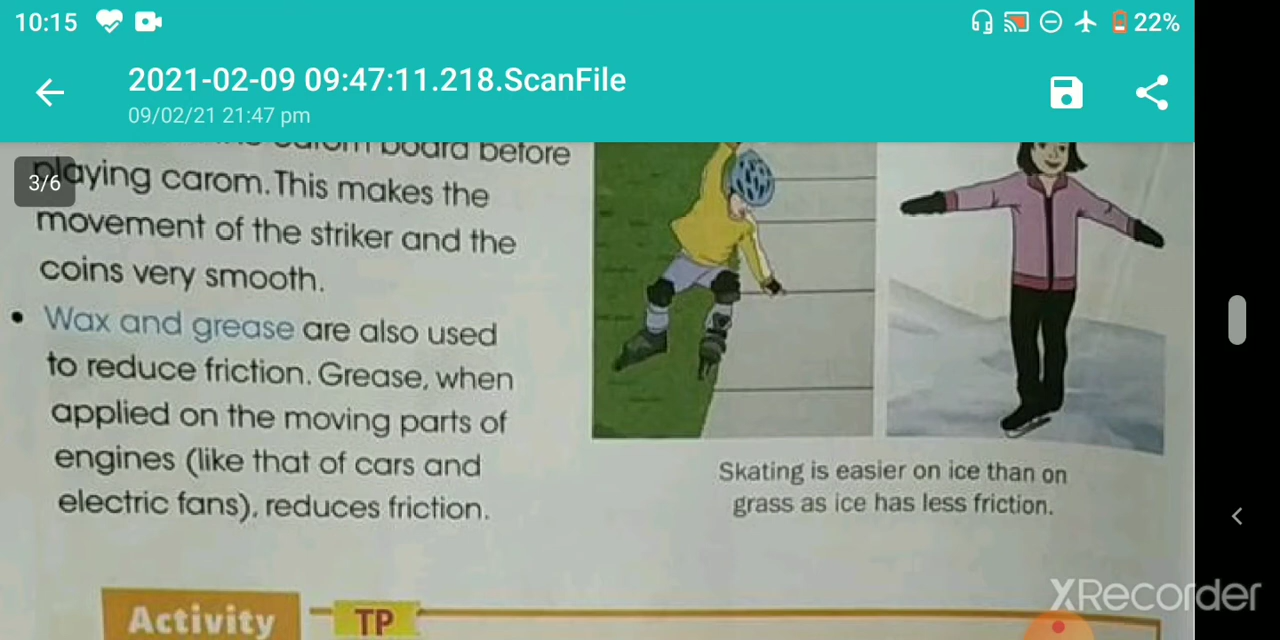 10:15
22%
2021-02-09 09:47:11.218.ScanFile
09/02/21 21:47 pm
3/6
carom board before
playing carom. This makes the
movement of the striker and the
coins very smooth.
• Wax and grease are also used
to reduce friction. Grease, when
applied on the moving parts of
engines (like that of cars and
electric fans), reduces friction.
Skating is easier on ice than on
grass as ice has less friction.
Activity
TP
XRecorder